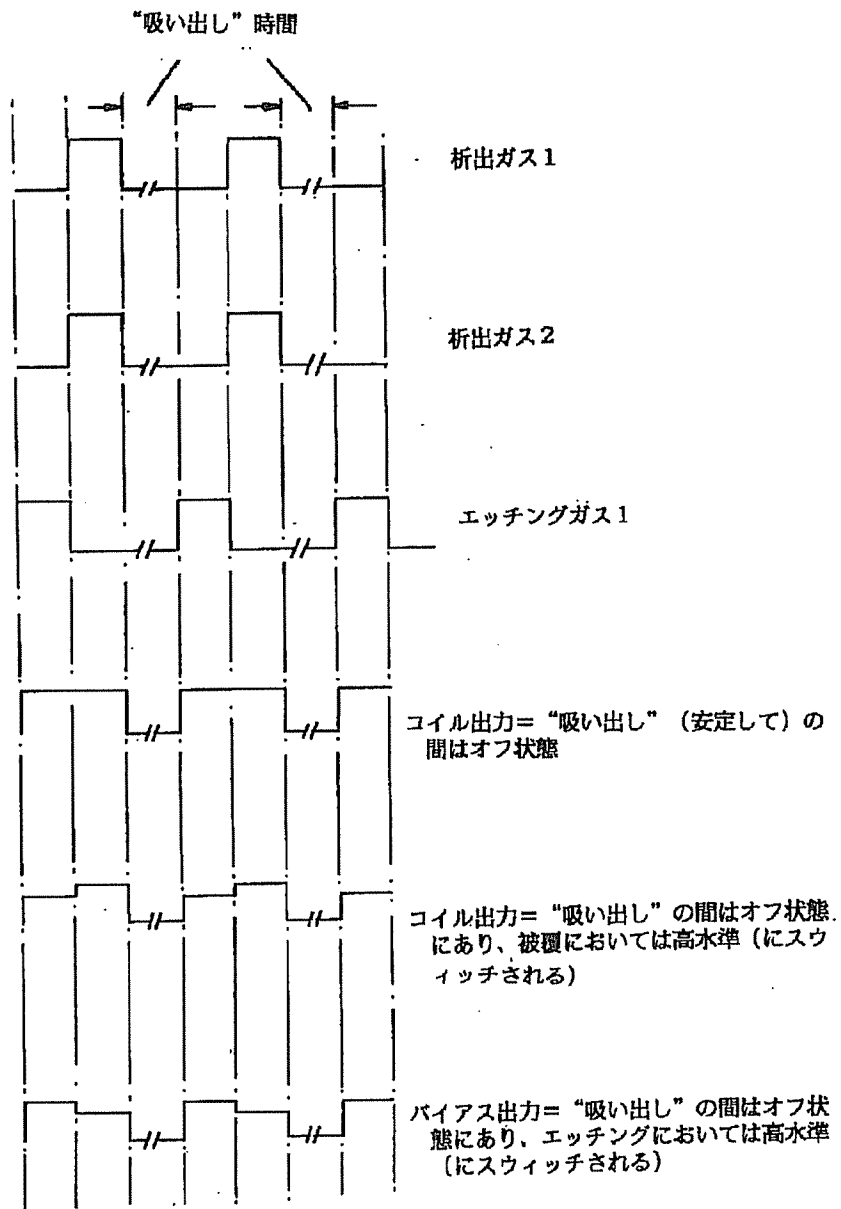 “吸い出し”時間
析出ガス1
析出ガス2
エッチングガス1
コイル出力＝“吸い出し”（安定して）の
間はオフ状態
コイル出力＝“吸い出し”の間はオフ状態
にあり、被覆においては高水準（にスウ
ィッチされる）
バイアス出力＝“吸い出し”の間はオフ状
態にあり、エッチングにおいては高水準
（にスウィッチされる）